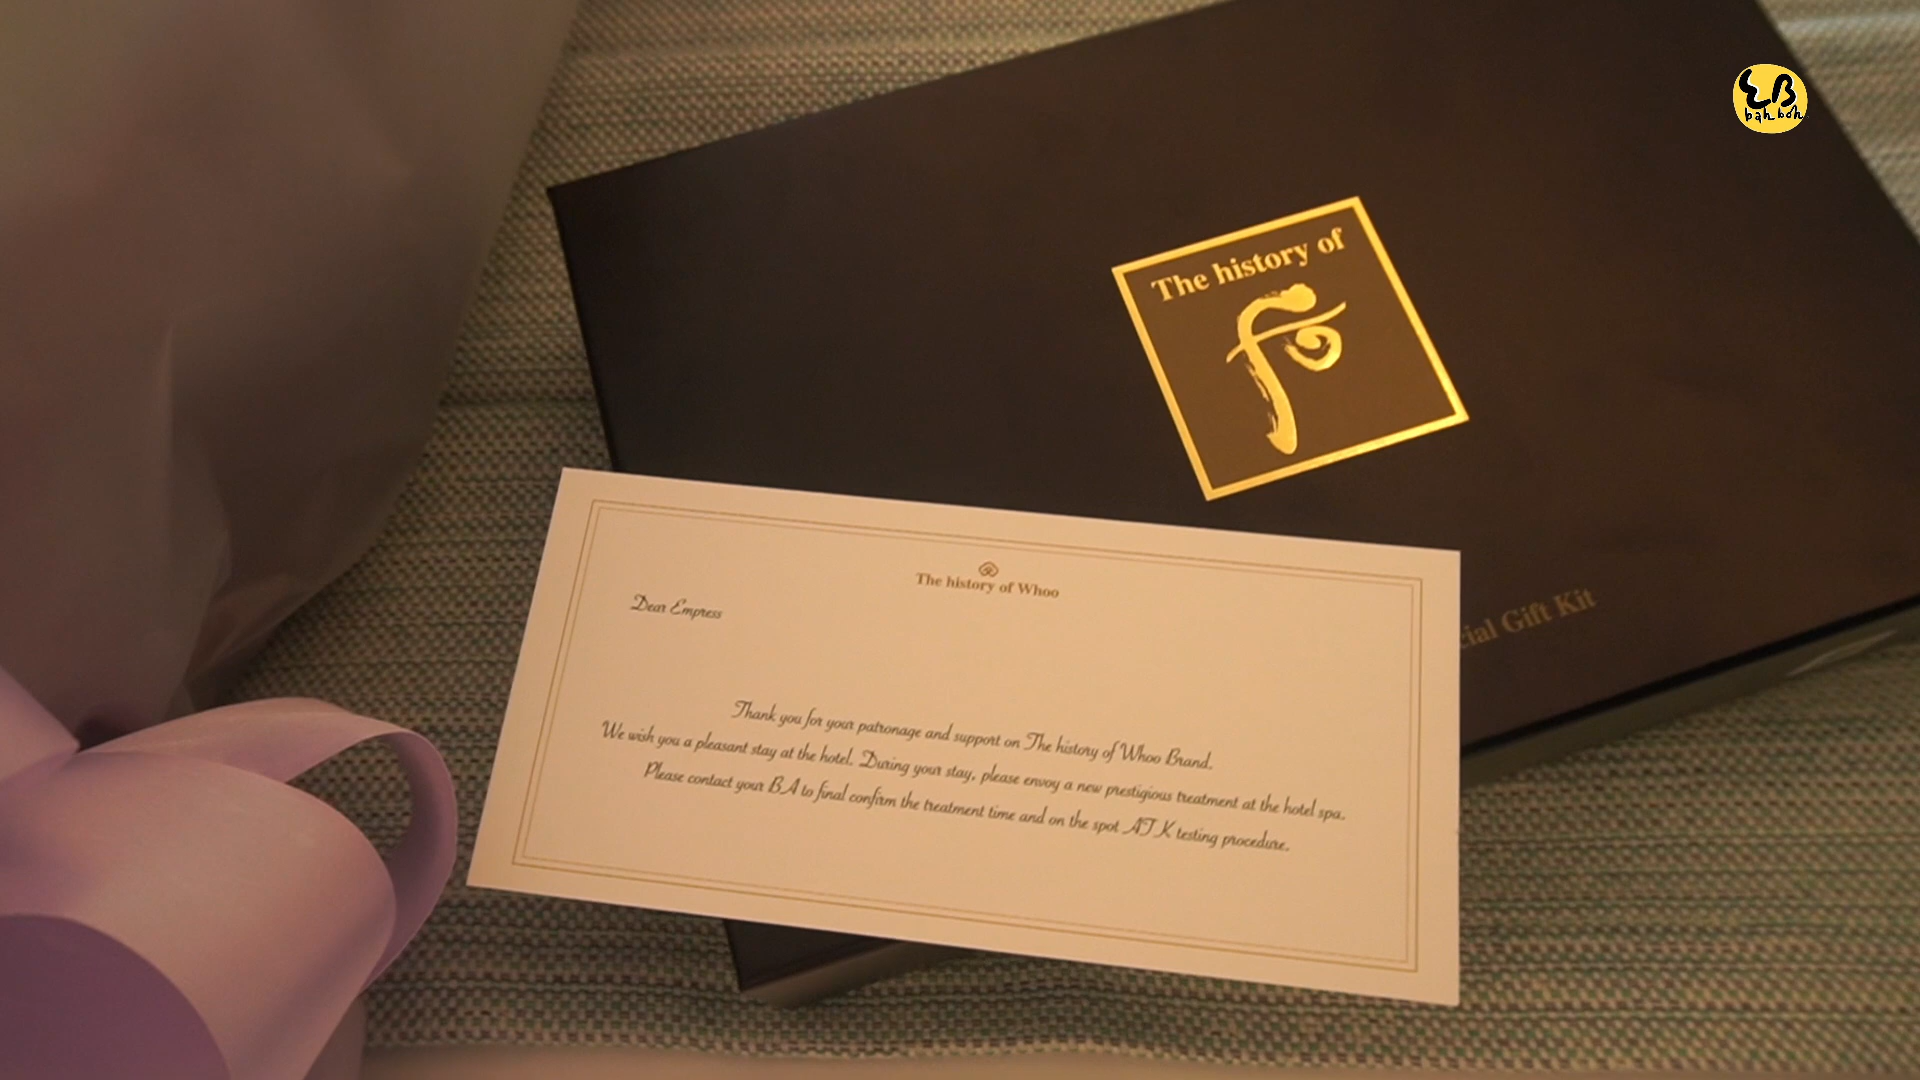 The history of
后
bah boh
The history of Whoo
Dear Empress
Thank you for your patronage and support on The history of Whoo Brand.
We wish you a pleasant stay at the hotel. During your stay, please envoy a new prestigious treatment at the hotel spa.
Please contact your BA to final confirm the treatment time and on the spot ATK testing procedure.
cial Gift Kit